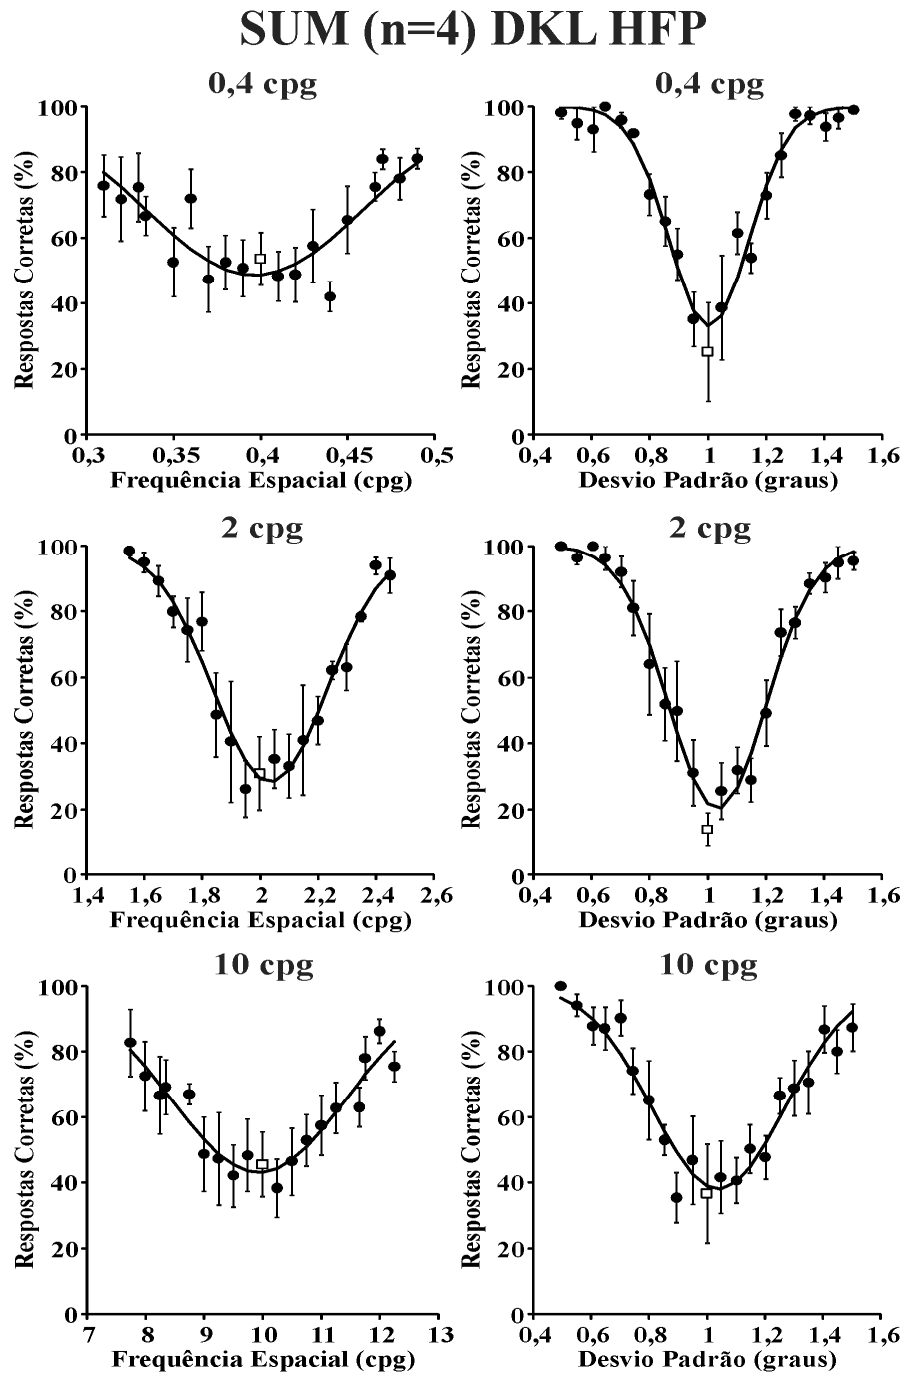 SUM (n=4) DKL HFP
0,4 cpg
Respostas Corretas (%)
100
80
60
40
20
0
0,3 0,35 0,4 0,45 0,5
Frequência Espacial (cpg)
0,4 cpg
Respostas Corretas (%)
100
80
60
40
20
0
0,4 0,6 0,8 1 1,2 1,4 1,6
Desvio Padrão (graus)
2 cpg
Respostas Corretas (%)
100
80
60
40
20
0
1,4 1,6 1,8 2 2,2 2,4 2,6
Frequência Espacial (cpg)
2 cpg
Respostas Corretas (%)
100
80
60
40
20
0
0,4 0,6 0,8 1 1,2 1,4 1,6
Desvio Padrão (graus)
10 cpg
Respostas Corretas (%)
100
80
60
40
20
0
7 8 9 10 11 12 13
Frequência Espacial (cpg)
10 cpg
Respostas Corretas (%)
100
80
60
40
20
0
0,4 0,6 0,8 1 1,2 1,4 1,6
Desvio Padrão (graus)